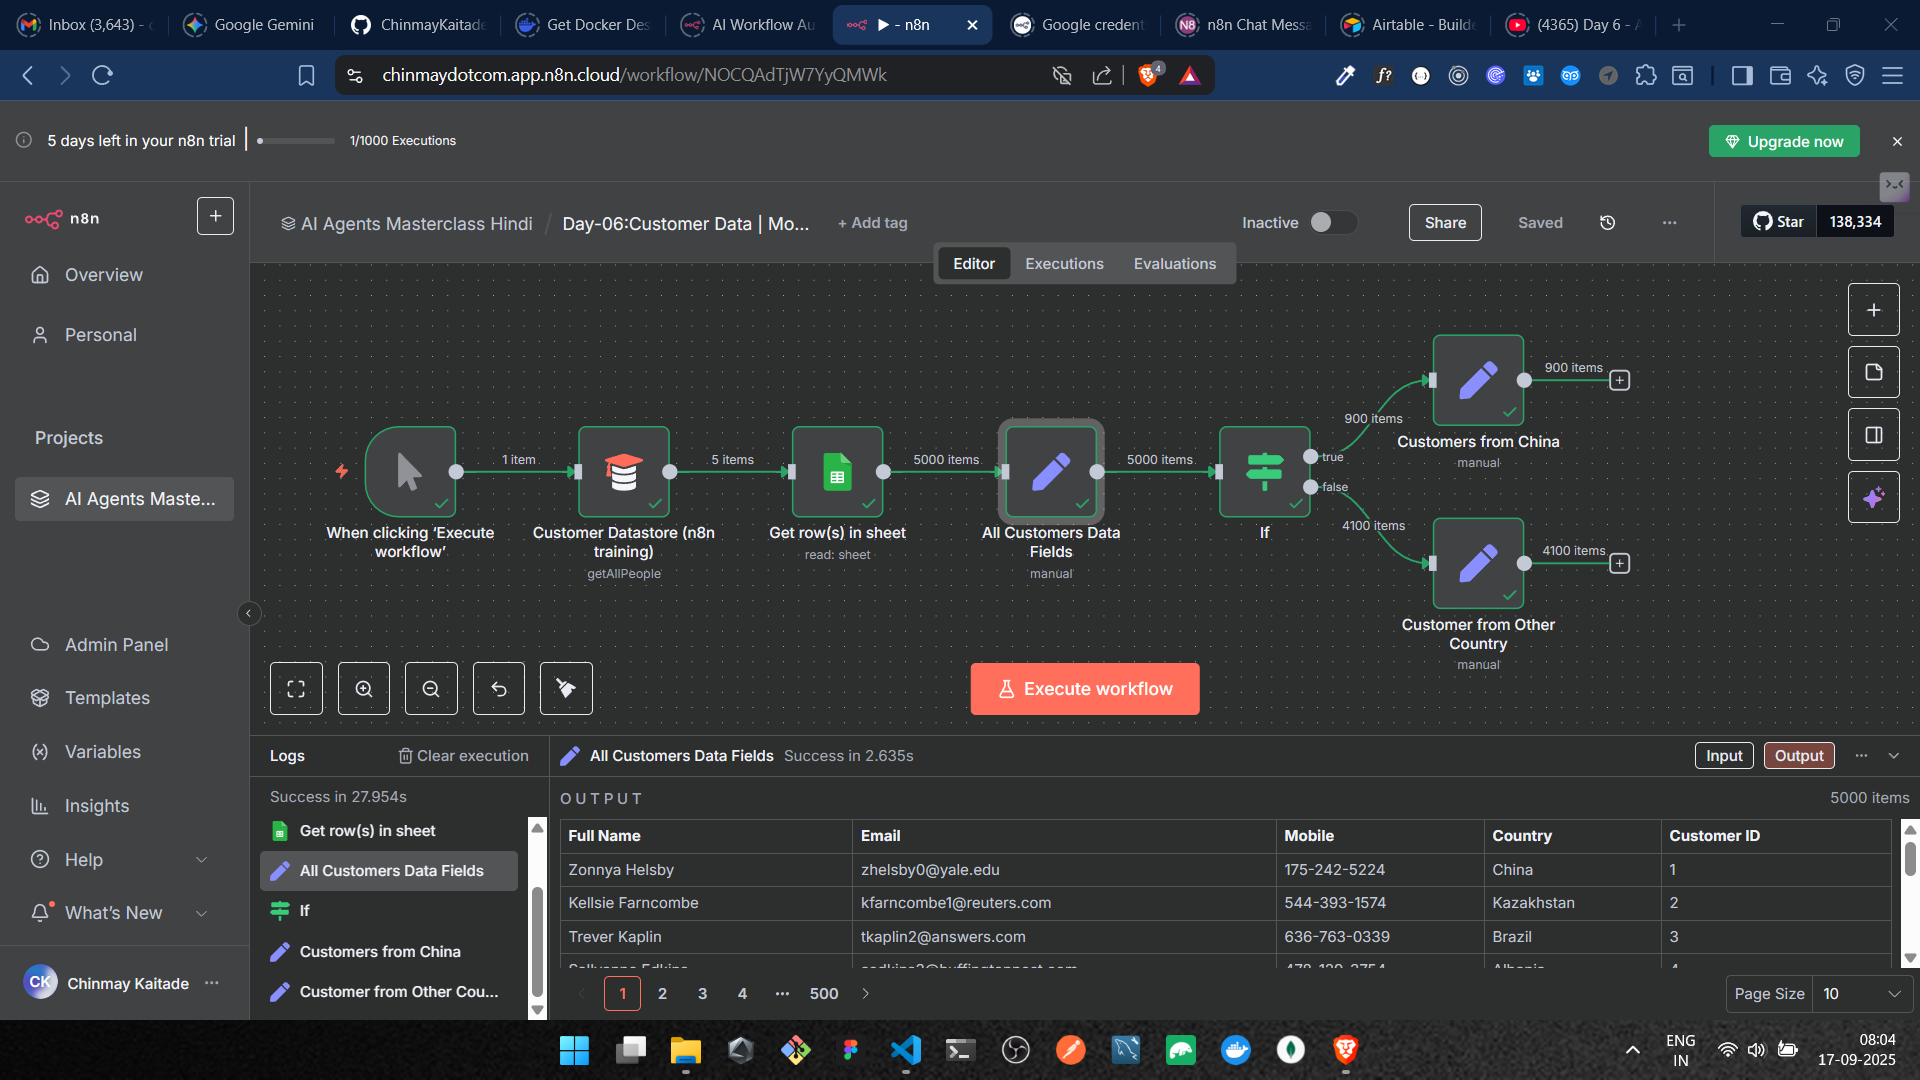 Inbox (3,643) - c
Google Gemini
ChinmayKaitade
Get Docker Des
AI Workflow Au
▶ - n8n
Google credent
n8n Chat Messa
Airtable - Builde
(4365) Day 6 - A
chinmaydotcom.app.n8n.cloud/workflow/NOCQAdTjW7YyQMWk
4
5 days left in your n8n trial
1/1000 Executions
Upgrade now
n8n
AI Agents Masterclass Hindi / Day-06:Customer Data | Mo...
+ Add tag
Inactive
Share
Saved
Star 138,334
Editor
Executions
Evaluations
Overview
Personal
Projects
AI Agents Maste...
Admin Panel
Templates
Variables
Insights
Help
What's New
CK Chinmay Kaitade
1 item
5 items
5000 items
5000 items
900 items
900 items
true
false
4100 items
4100 items
When clicking ‘Execute
workflow’
Customer Datastore (n8n
training)
getAllPeople
Get row(s) in sheet
read: sheet
All Customers Data
Fields
manual
If
Customers from China
manual
Customer from Other
Country
manual
Execute workflow
Logs
Clear execution
Success in 27.954s
Get row(s) in sheet
All Customers Data Fields
If
Customers from China
Customer from Other Cou...
All Customers Data Fields Success in 2.635s
Input
Output
OUTPUT
5000 items
Full Name Email Mobile Country Customer ID
Zonnya Helsby zhelsby0@yale.edu 175-242-5224 China 1
Kellsie Farncombe kfarncombe1@reuters.com 544-393-1574 Kazakhstan 2
Trever Kaplin tkaplin2@answers.com 636-763-0339 Brazil 3
1 2 3 4 ... 500
Page Size 10
ENG
IN
08:04
17-09-2025